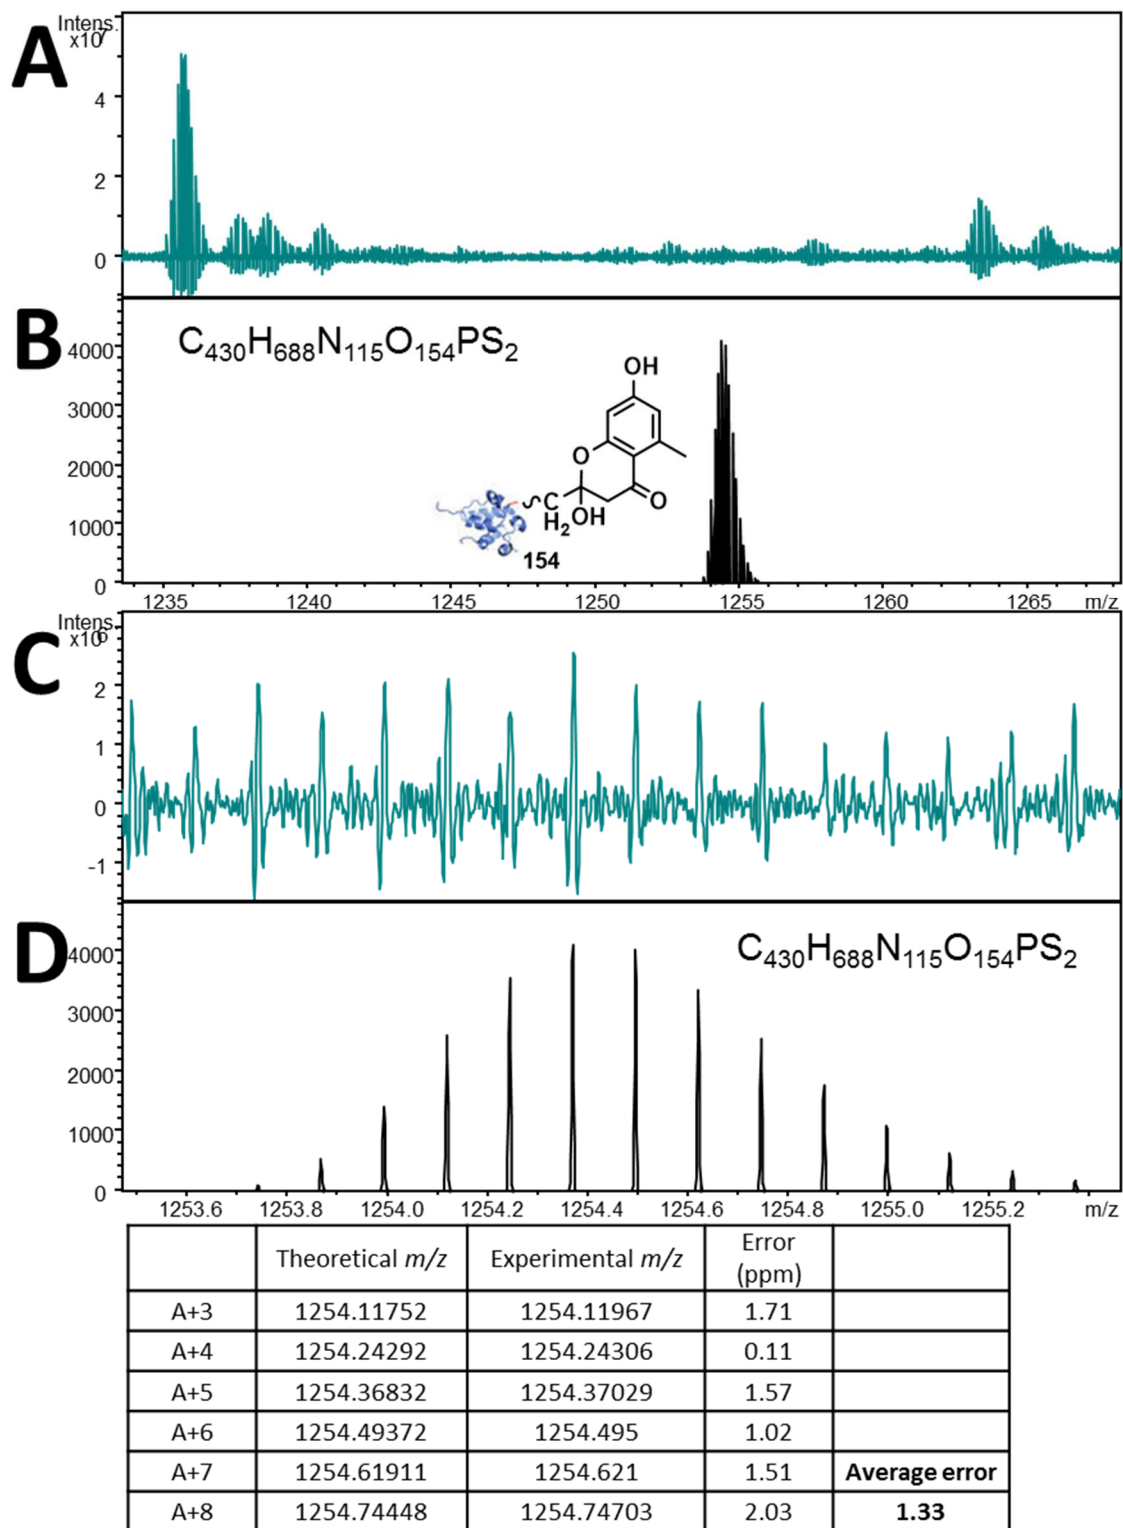 A
Intens.
x10⁷
4
2
0
B
C₄₃₀H₆₈₈N₁₁₅O₁₅₄PS₂
4000
3000
2000
1000
0
OH
O
O
C
H₂
OH
154
1235 1240 1245 1250 1255 1260 1265 m/z
C
Intens.
x10⁶
2
1
0
-1
D
C₄₃₀H₆₈₈N₁₁₅O₁₅₄PS₂
4000
3000
2000
1000
0
1253.6 1253.8 1254.0 1254.2 1254.4 1254.6 1254.8 1255.0 1255.2 m/z
Theoretical m/z Experimental m/z Error
(ppm)
A+3 1254.11752 1254.11967 1.71
A+4 1254.24292 1254.24306 0.11
A+5 1254.36832 1254.37029 1.57
A+6 1254.49372 1254.495 1.02
A+7 1254.61911 1254.621 1.51 Average error
A+8 1254.74448 1254.74703 2.03 1.33